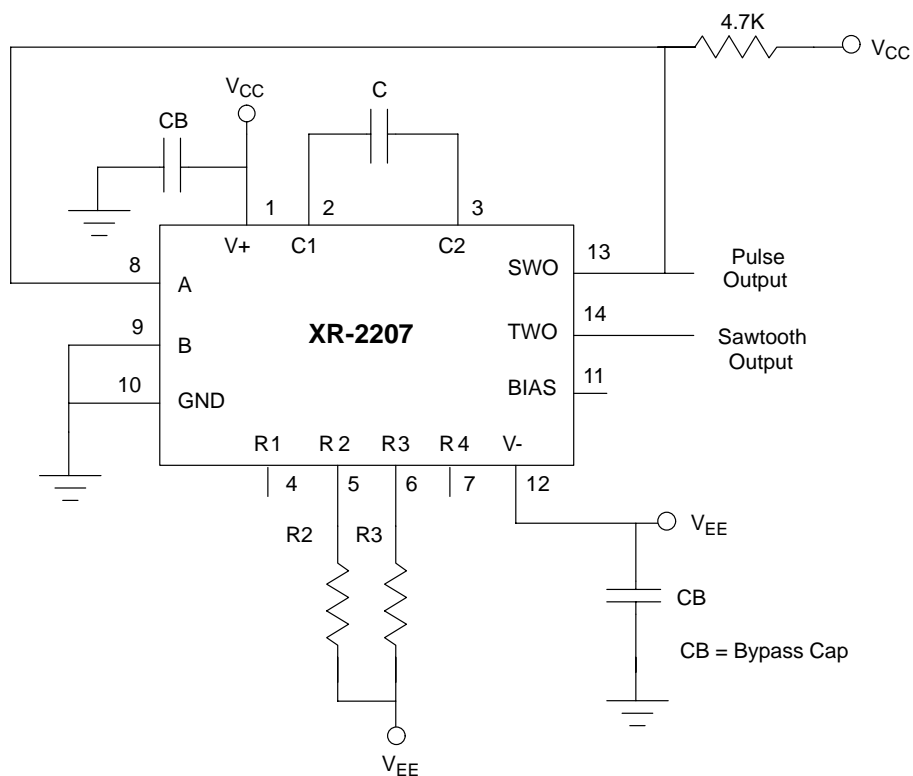 4.7K
VCC
VCC
C
CB
1
2
3
V+
C1
C2
8
A
SWO
13
Pulse
Output
9
B
XR-2207
TWO
14
Sawtooth
Output
10
GND
BIAS
11
R1
R2
R3
R4
V-
4
5
6
7
12
R2
R3
VEE
CB
CB = Bypass Cap
VEE